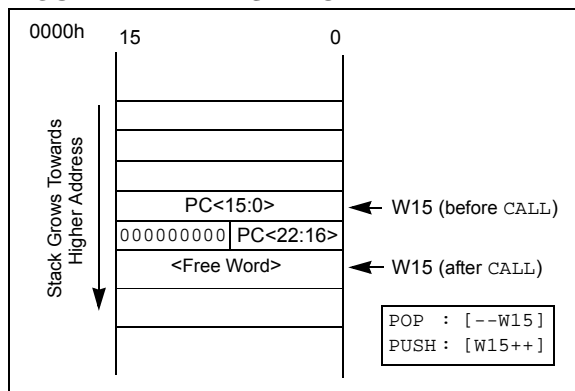 0000h
15 0
Stack Grows Towards
Higher Address
PC<15:0>
W15 (before CALL)
000000000 PC<22:16>
<Free Word>
W15 (after CALL)
POP : [--W15]
PUSH : [W15++]